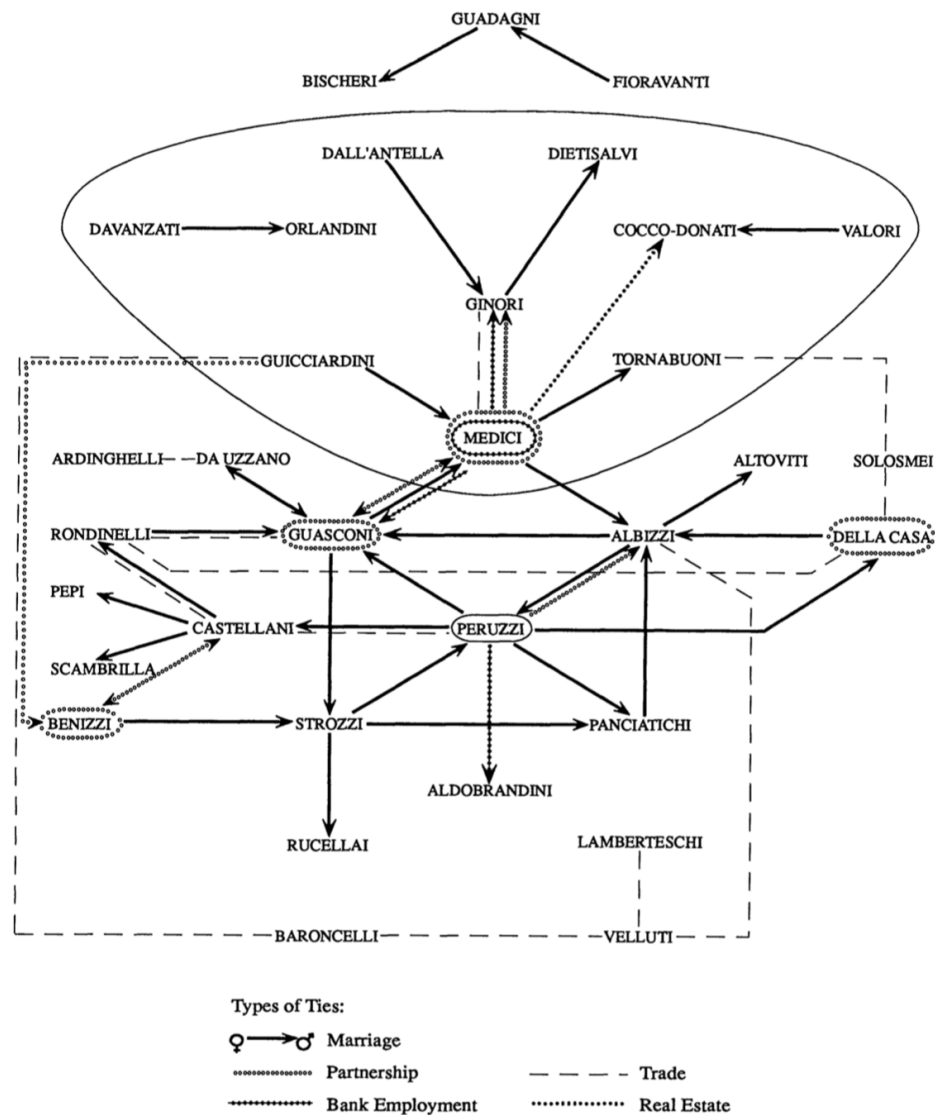 GUADAGNI
BISCHERI FIORAVANTI
DALL'ANTELLA DIETISALVI
DAVANZATI ORLANDINI COCCO-DONATI VALORI
GINORI
GUICCIARDINI TORNABUONI
MEDICI
ARDINGHELLI DA UZZANO ALTOVITI SOLOSMEI
RONDINELLI GUASCONI ALBIZZI DELLA CASA
PEPI
CASTELLANI PERUZZI
SCAMBRILLA
BENIZZI STROZZI PANCIATICHI
ALDOBRANDINI
RUCELLAI LAMBERTESCHI
BARONCELLI VELLUTI
Types of Ties:
♀ ♂ Marriage
Partnership Trade
Bank Employment Real Estate